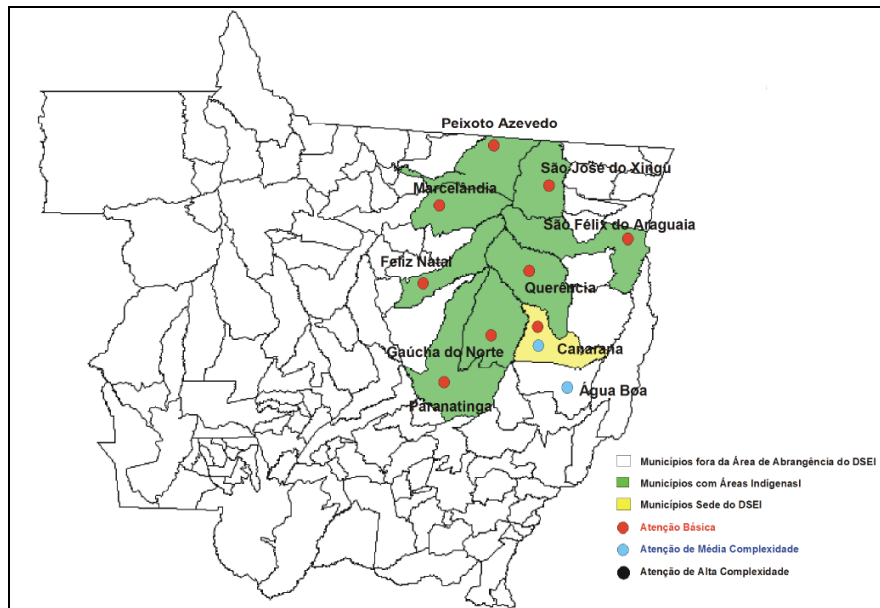 Peixoto Azevedo
São José do Xingú
Marcelândia
São Félix do Araguaia
Feliz Natal
Querência
Canarana
Gaúcha do Norte
Água Boa
Paranatinga
Municípios fora da Área de Abrangência do DSEI
Municípios com Áreas Indígenasl
Municípios Sede do DSEI
Atenção Básica
Atenção de Média Complexidade
Atenção de Alta Complexidade